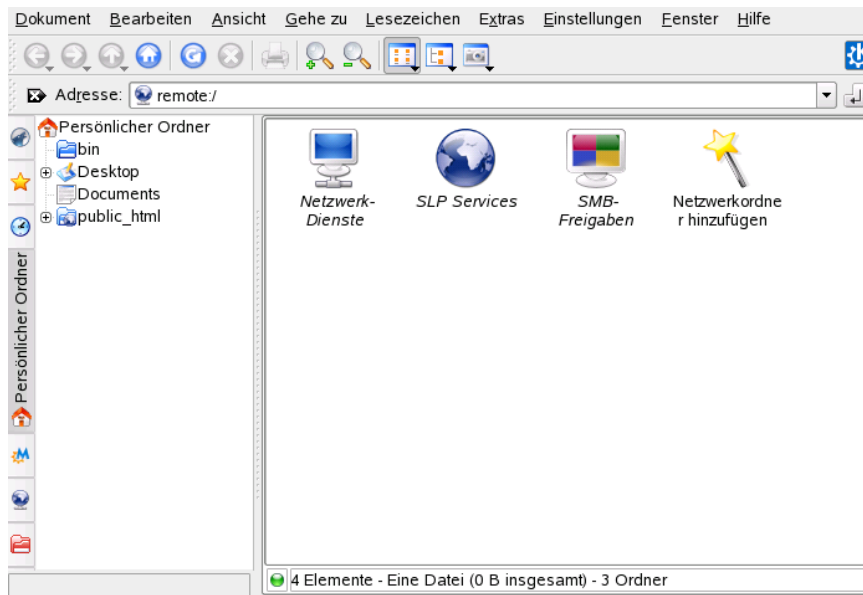 Dokument Bearbeiten Ansicht Gehe zu Lesezeichen Extras Einstellungen Fenster Hilfe
Adresse: remote:/
Persönlicher Ordner
bin
Desktop
Documents
public_html
Persönlicher Ordner
Netzwerk-
Dienste
SLP Services
SMB-
Freigaben
Netzwerkordne
r hinzufügen
4 Elemente - Eine Datei (0 B insgesamt) - 3 Ordner